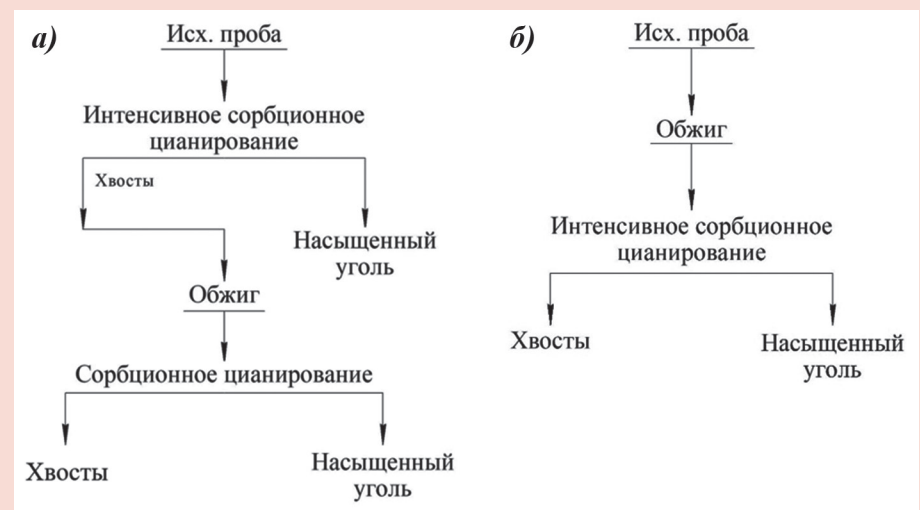 а)
Исх. проба
Интенсивное сорбционное
цианирование
Хвосты
Насыщенный
уголь
Обжиг
Сорбционное цианирование
Хвосты
Насыщенный
уголь
б)
Исх. проба
Обжиг
Интенсивное сорбционное
цианирование
Хвосты
Насыщенный
уголь